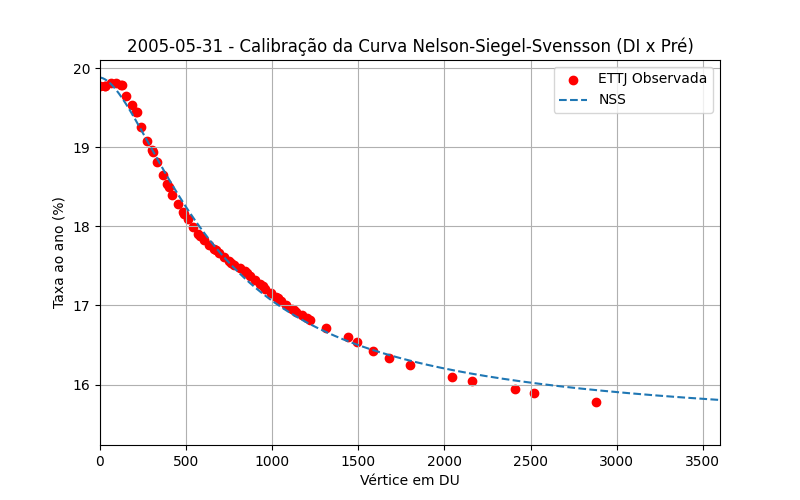 2005-05-31 - Calibração da Curva Nelson-Siegel-Svensson (DI x Pré)
ETTJ Observada
NSS
Taxa ao ano (%)
20
19
18
17
16
0 500 1000 1500 2000 2500 3000 3500
Vértice em DU